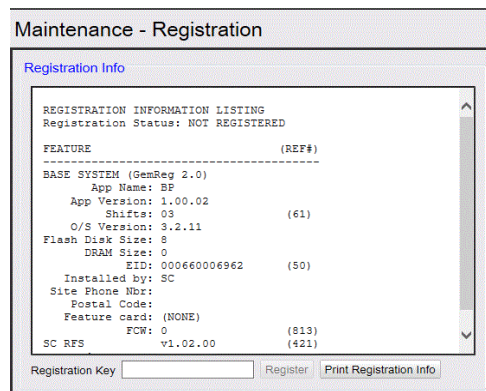 Maintenance - Registration
Registration Info
REGISTRATION INFORMATION LISTING
Registration Status: NOT REGISTERED
FEATURE (REF#)
----------------------------------------
BASE SYSTEM (GemReg 2.0)
App Name: BP
App Version: 1.00.02
Shifts: 03 (61)
O/S Version: 3.2.11
Flash Disk Size: 8
DRAM Size: 0
EID: 000660006962 (50)
Installed by: SC
Site Phone Nbr:
Postal Code:
Feature card: (NONE)
FCW: 0 (813)
SC RFS v1.02.00 (421)
Registration Key Register Print Registration Info